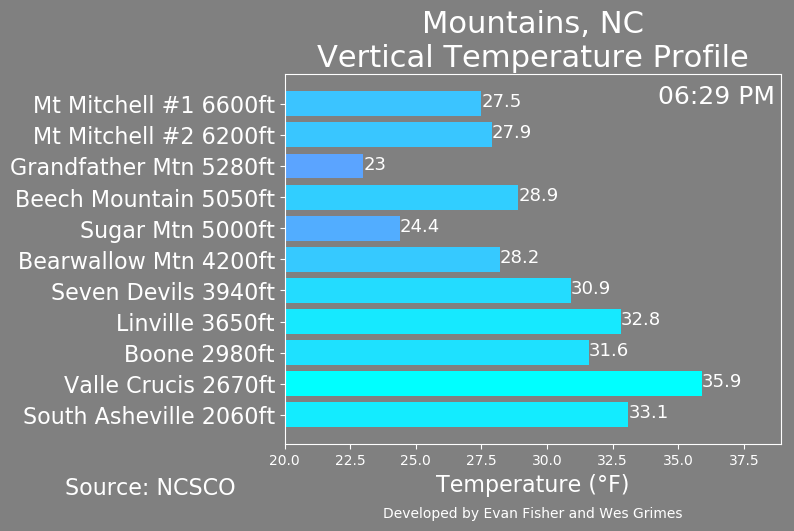 Mountains, NC
Vertical Temperature Profile
06:29 PM
Mt Mitchell #1 6600ft 27.5
Mt Mitchell #2 6200ft 27.9
Grandfather Mtn 5280ft 23
Beech Mountain 5050ft 28.9
Sugar Mtn 5000ft 24.4
Bearwallow Mtn 4200ft 28.2
Seven Devils 3940ft 30.9
Linville 3650ft 32.8
Boone 2980ft 31.6
Valle Crucis 2670ft 35.9
South Asheville 2060ft 33.1
20.0 22.5 25.0 27.5 30.0 32.5 35.0 37.5
Temperature (°F)
Source: NCSCO
Developed by Evan Fisher and Wes Grimes